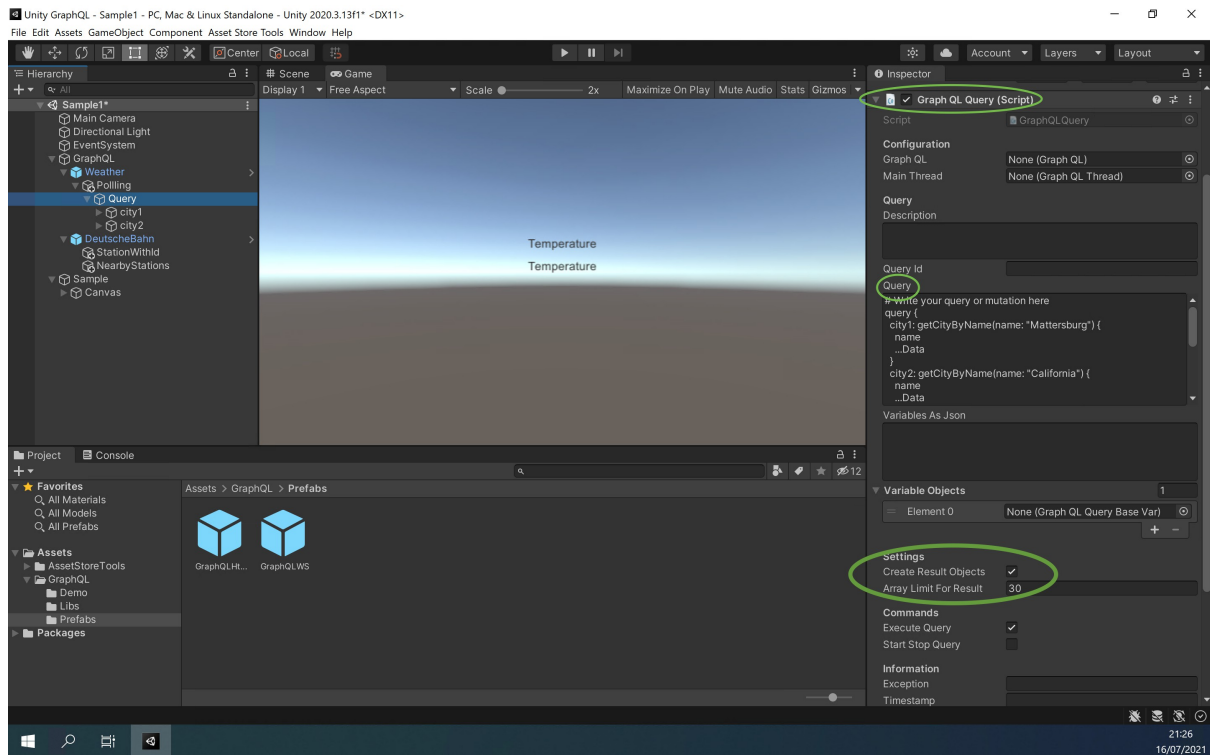 Unity GraphQL - Sample1 - PC, Mac & Linux Standalone - Unity 2020.3.13f1* <DX11>
File Edit Assets GameObject Component Asset Store Tools Window Help
Center Local Account Layers Layout
Hierarchy
All
Sample1*
Main Camera
Directional Light
EventSystem
GraphQL
Weather
Pollling
Query
city1
city2
DeutscheBahn
StationWithId
NearbyStations
Sample
Canvas
Scene Game
Display 1 Free Aspect Scale 2x Maximize On Play Mute Audio Stats Gizmos
Temperature
Temperature
Inspector
Graph QL Query (Script)
Script GraphQLQuery
Configuration
Graph QL None (Graph QL)
Main Thread None (Graph QL Thread)
Query
Description
Query Id
Query
# Write your query or mutation here
query {
city1: getCityByName(name: "Mattersburg") {
name
...Data
}
city2: getCityByName(name: "California") {
name
...Data
Variables As Json
Variable Objects 1
Element 0 None (Graph QL Query Base Var)
Settings
Create Result Objects
Array Limit For Result 30
Commands
Execute Query
Start Stop Query
Information
Exception
Timestamp
Project Console
12
Favorites
All Materials
All Models
All Prefabs
Assets
AssetStoreTools
GraphQL
Demo
Libs
Prefabs
Packages
Assets > GraphQL > Prefabs
GraphQLHt... GraphQLWS
21:26
16/07/2021